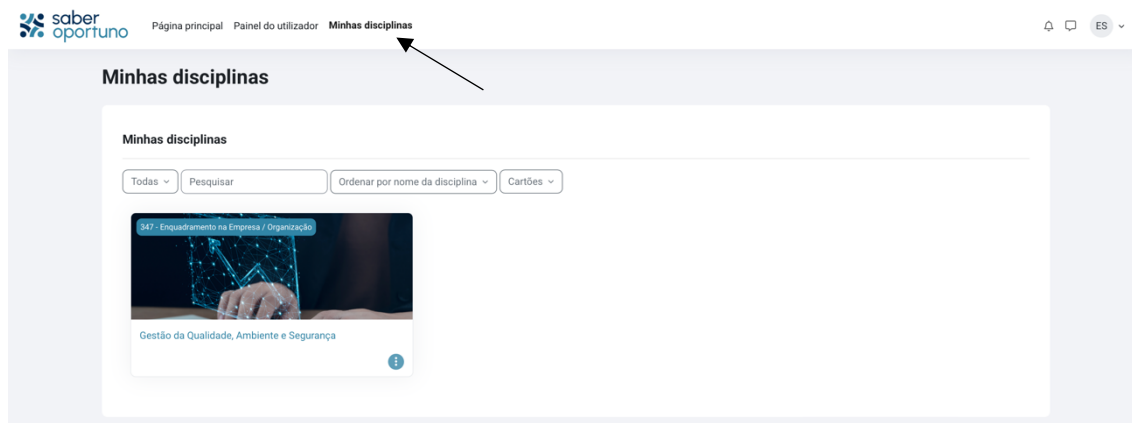 saber
oportuno
Página principal Painel do utilizador Minhas disciplinas
ES
Minhas disciplinas
Minhas disciplinas
Todas Pesquisar Ordenar por nome da disciplina Cartões
347 - Enquadramento na Empresa / Organização
Gestão da Qualidade, Ambiente e Segurança